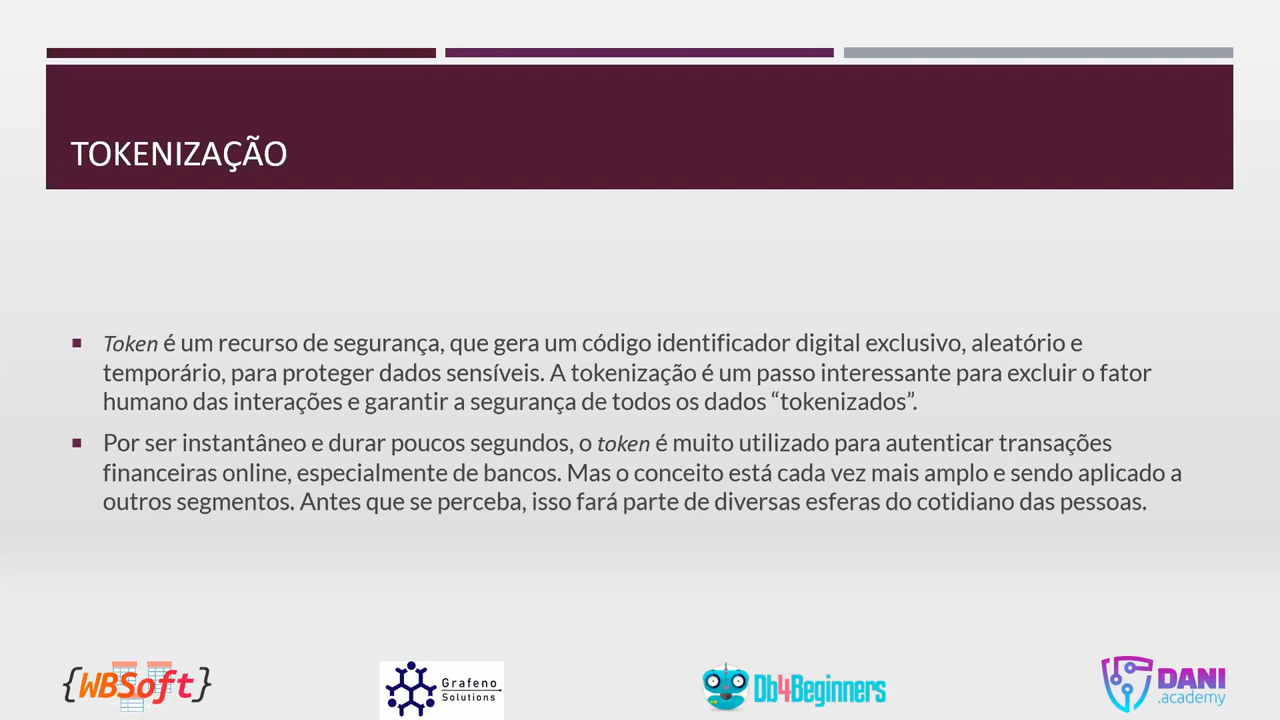 TOKENIZAÇÃO
Token é um recurso de segurança, que gera um código identificador digital exclusivo, aleatório e
temporário, para proteger dados sensíveis. A tokenização é um passo interessante para excluir o fator
humano das interações e garantir a segurança de todos os dados “tokenizados”.
Por ser instantâneo e durar poucos segundos, o token é muito utilizado para autenticar transações
financeiras online, especialmente de bancos. Mas o conceito está cada vez mais amplo e sendo aplicado a
outros segmentos. Antes que se perceba, isso fará parte de diversas esferas do cotidiano das pessoas.
{WBSoft}
Grafeno
Solutions
Db4Beginners
DANI
.academy